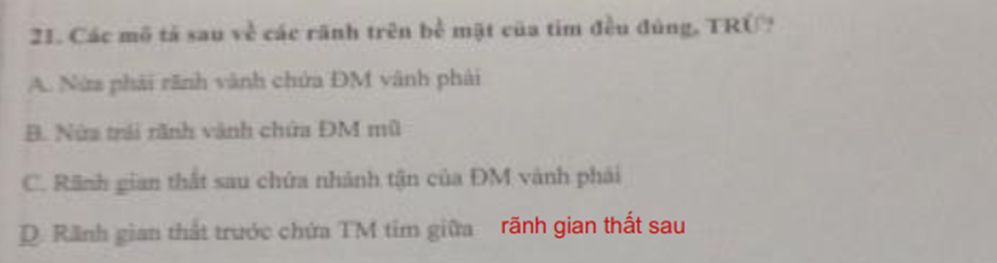 21. Các mô tả sau về các rãnh trên bề mặt của tim đều đúng, TRỪ?
A. Nửa phải rãnh vành chứa ĐM vành phải
B. Nửa trái rãnh vành chứa ĐM mũ
C. Rãnh gian thất sau chứa nhánh tận của ĐM vành phải
D. Rãnh gian thất trước chứa TM tim giữa rãnh gian thất sau